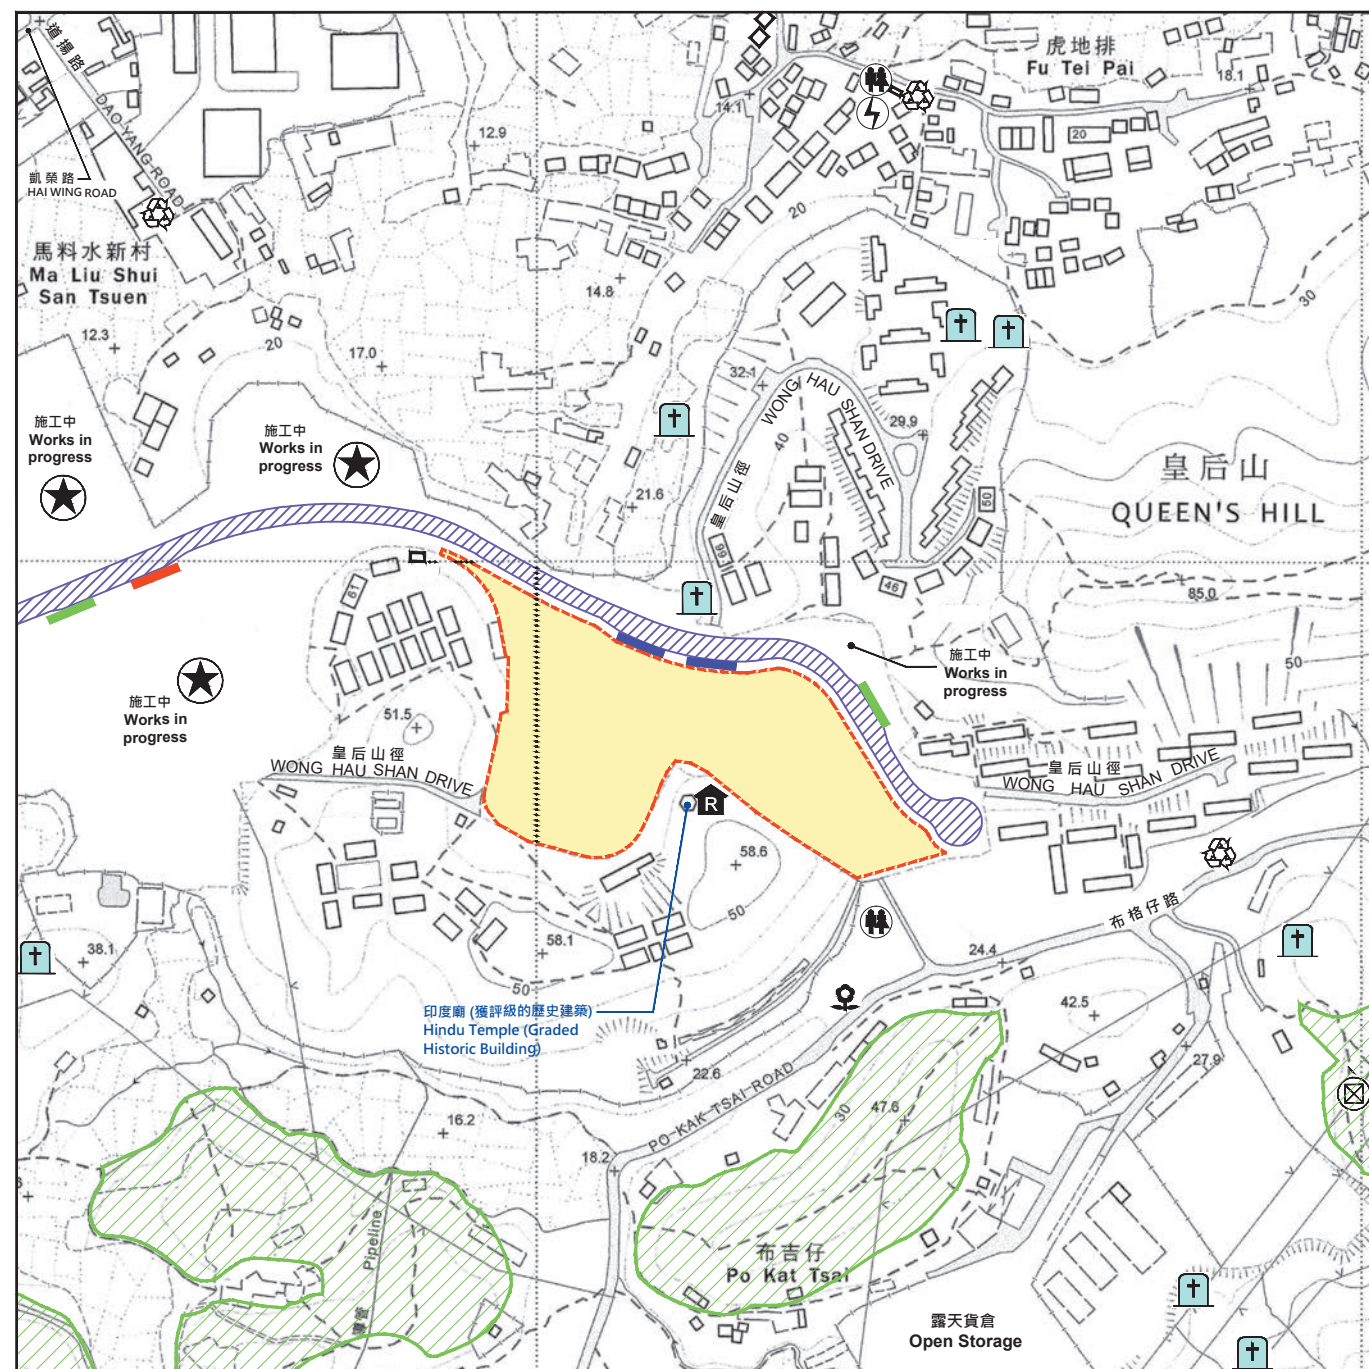 道揚路
DAO YANG ROAD
凱榮路
HAI WING ROAD
馬料水新村
Ma Liu Shui
San Tsuen
虎地排
Fu Tei Pai
18.1
20
14.1
12.9
20
14.8
12.3
20
17.0
30
32.1
WONG HAU SHAN DRIVE
皇后山徑
40
29.9
施工中
Works in
progress
施工中
Works in
progress
21.6
皇后山
QUEEN'S HILL
50
99
46
61
85.0
施工中
Works in
progress
50
施工中
Works in
progress
51.5
皇后山徑
WONG HAU SHAN DRIVE
皇后山徑
WONG HAU SHAN DRIVE
R
58.6
50
布格仔路
38.1
58.1
50
24.4
42.5
印度廟 (獲評級的歷史建築)
Hindu Temple (Graded
Historic Building)
22.6
PO KAK TSAI ROAD
27.9
30
47.6
16.2
18.2
Pipeline
導管
布吉仔
Po Kat Tsai
露天貨倉
Open Storage